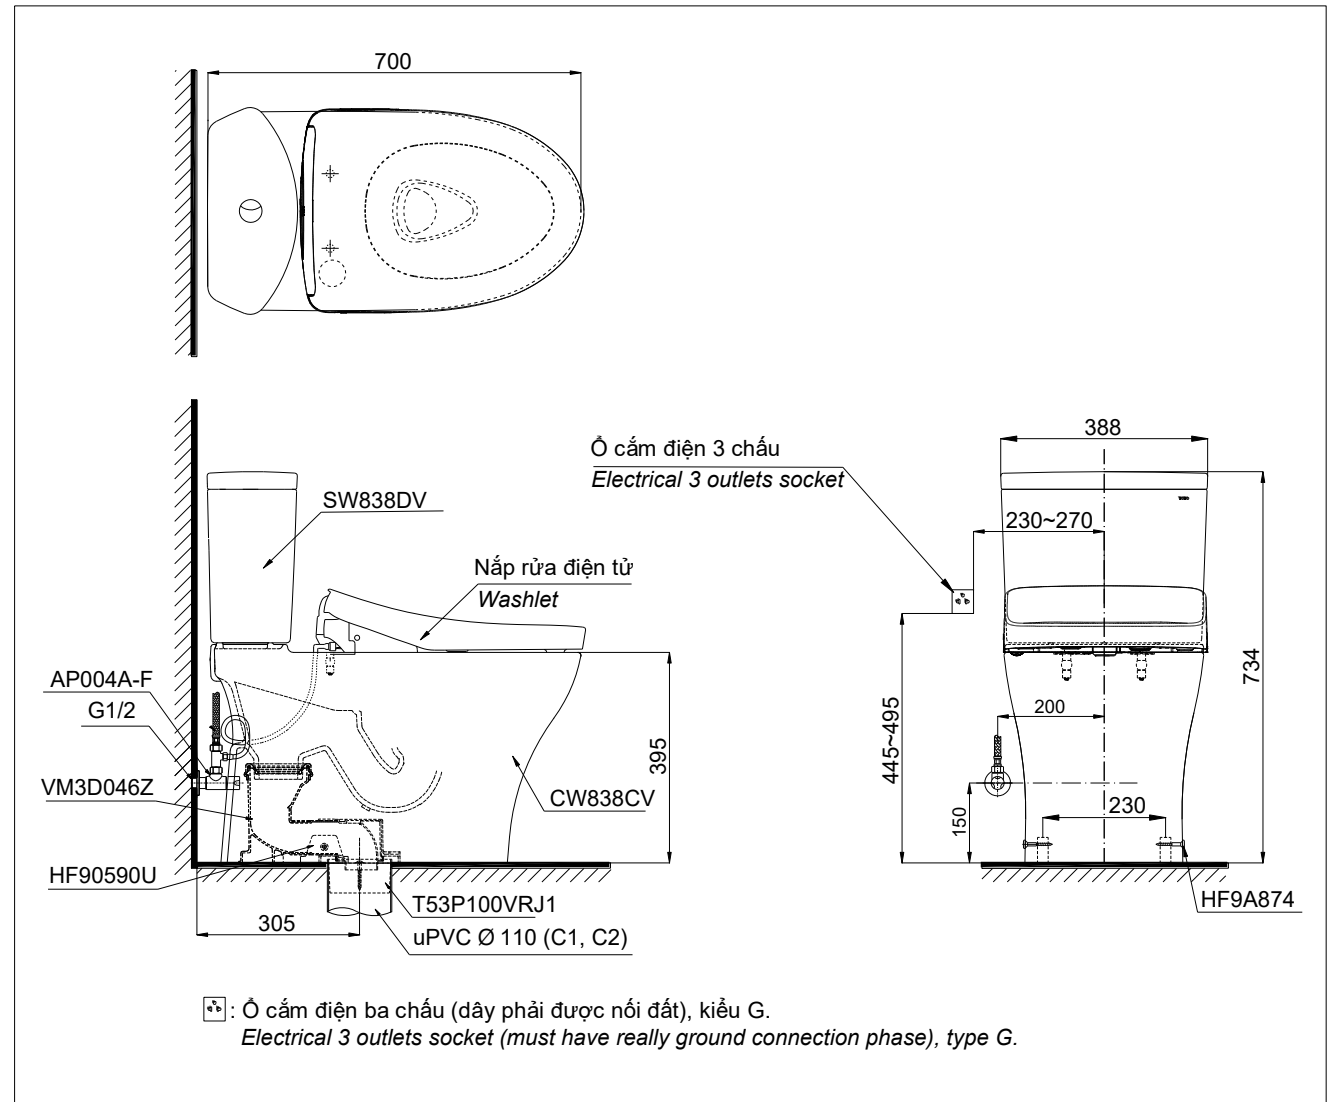 700
Ổ cắm điện 3 chấu
Electrical 3 outlets socket
388
SW838DV
230~270
Nắp rửa điện tử
Washlet
AP004A-F
G1/2
VM3D046Z
HF90590U
305
T53P100VRJ1
uPVC Ø 110 (C1, C2)
CW838CV
395
445~495
200
150
230
734
HF9A874
: Ổ cắm điện ba chấu (dây phải được nối đất), kiểu G.
Electrical 3 outlets socket (must have really ground connection phase), type G.